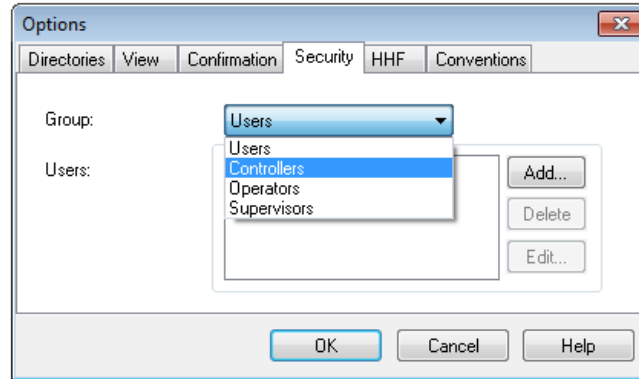 Options
Directories View Confirmation Security HHF Conventions
Group: Users
Users
Users: Controllers Add...
Operators
Supervisors Delete
Edit...
OK Cancel Help